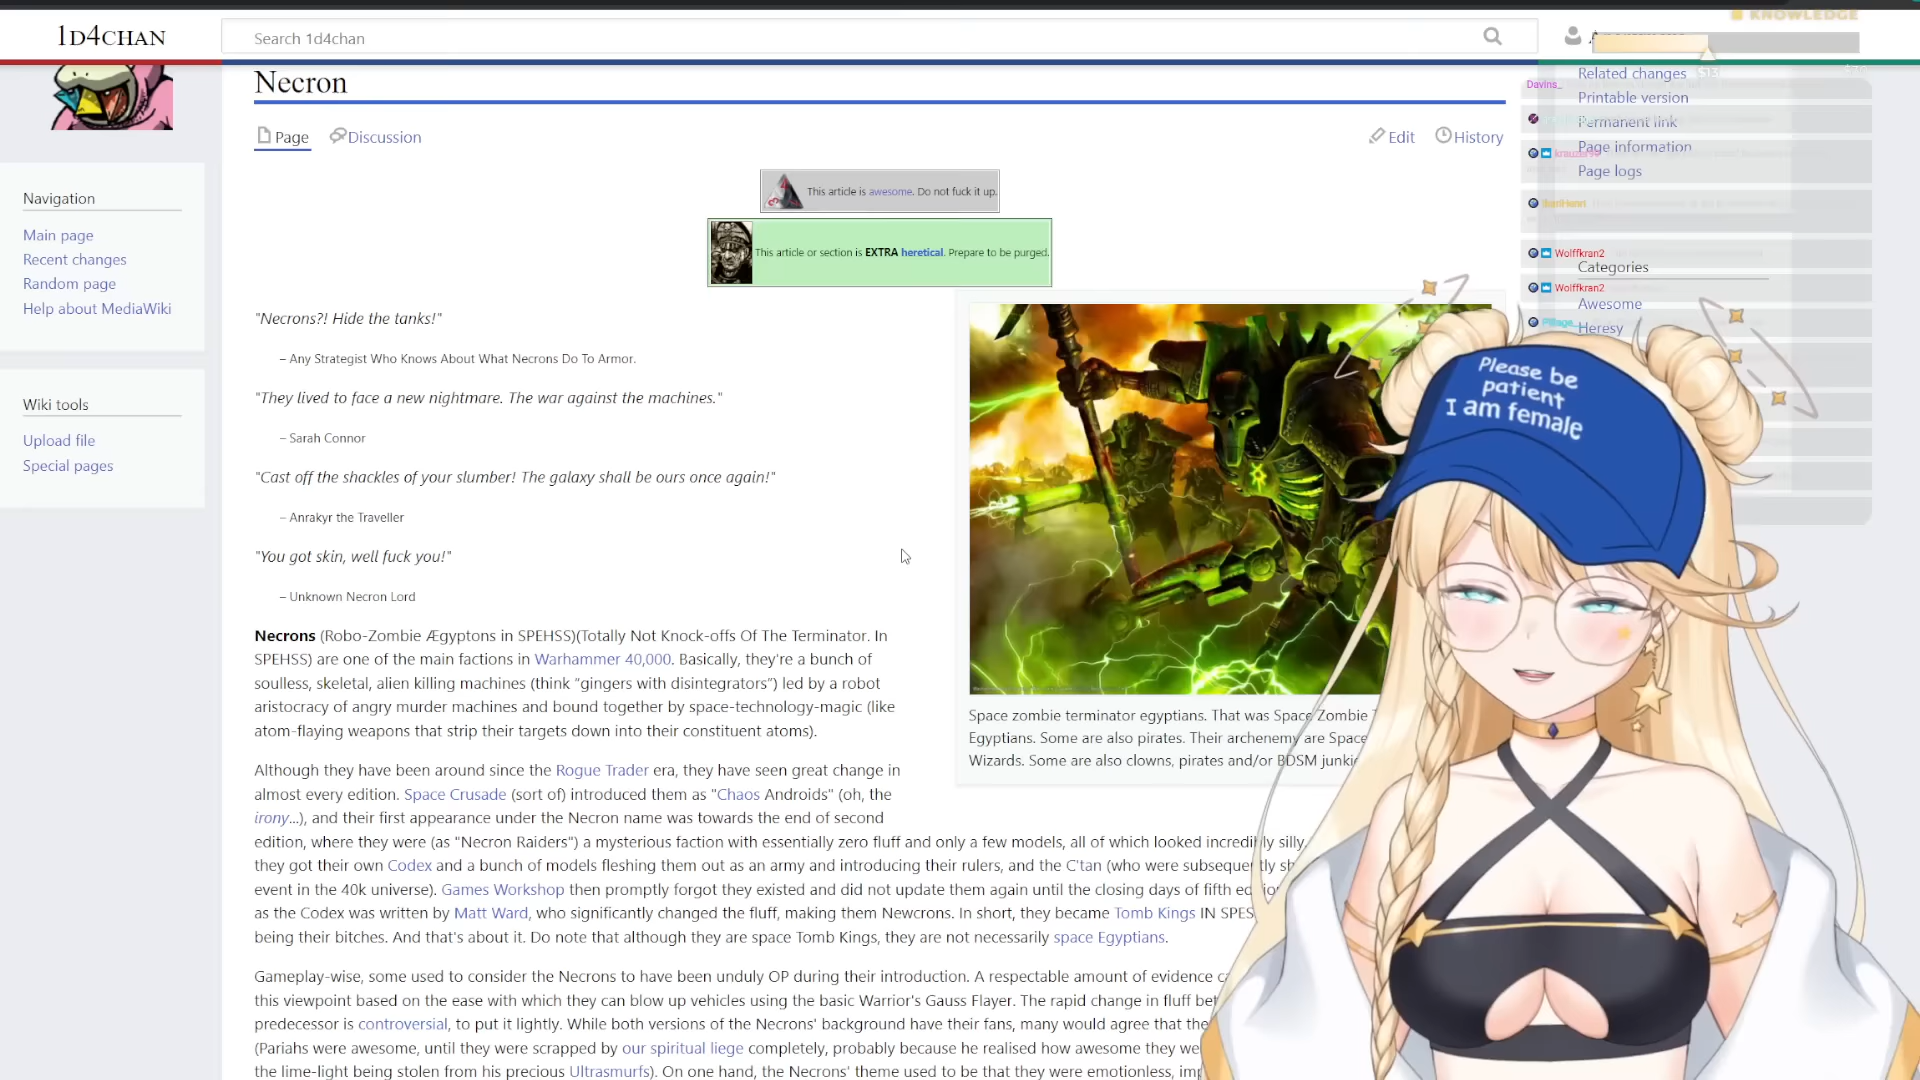 KNOWLEDGE
1D4CHAN
Search 1d4chan
$13
Necron
Page
Discussion
Edit
History
This article is awesome. Do not fuck it up.
This article or section is EXTRA heretical. Prepare to be purged.
Navigation
Main page
Recent changes
Random page
Help about MediaWiki
Wiki tools
Upload file
Special pages
"Necrons?! Hide the tanks!"
– Any Strategist Who Knows About What Necrons Do To Armor.
"They lived to face a new nightmare. The war against the machines."
– Sarah Connor
"Cast off the shackles of your slumber! The galaxy shall be ours once again!"
– Anrakyr the Traveller
"You got skin, well fuck you!"
– Unknown Necron Lord
Necrons (Robo-Zombie Ægyptons in SPEHSS)(Totally Not Knock-offs Of The Terminator. In
SPEHSS) are one of the main factions in Warhammer 40,000. Basically, they're a bunch of
soulless, skeletal, alien killing machines (think "gingers with disintegrators") led by a robot
aristocracy of angry murder machines and bound together by space-technology-magic (like
atom-flaying weapons that strip their targets down into their constituent atoms).
Although they have been around since the Rogue Trader era, they have seen great change in
almost every edition. Space Crusade (sort of) introduced them as "Chaos Androids" (oh, the
irony...), and their first appearance under the Necron name was towards the end of second
edition, where they were (as "Necron Raiders") a mysterious faction with essentially zero fluff and only a few models, all of which looked incredibly silly.
they got their own Codex and a bunch of models fleshing them out as an army and introducing their rulers, and the C'tan (who were subsequently
event in the 40k universe). Games Workshop then promptly forgot they existed and did not update them again until the closing days of fifth
as the Codex was written by Matt Ward, who significantly changed the fluff, making them Newcrons. In short, they became Tomb Kings IN
being their bitches. And that's about it. Do note that although they are space Tomb Kings, they are not necessarily space Egyptians.
Gameplay-wise, some used to consider the Necrons to have been unduly OP during their introduction. A respectable amount of evidence
this viewpoint based on the ease with which they can blow up vehicles using the basic Warrior's Gauss Flayer. The rapid change in fluff
predecessor is controversial, to put it lightly. While both versions of the Necrons' background have their fans, many would agree that
(Pariahs were awesome, until they were scrapped by our spiritual liege completely, probably because he realised how awesome they
the lime-light being stolen from his precious Ultrasmurfs). On one hand, the Necrons' theme used to be that they were emotionless,
Space zombie terminator egyptians. That was Space Zombie
Egyptians. Some are also pirates. Their archenemy are Space
Wizards. Some are also clowns, pirates and/or BDSM
Related changes
Printable version
Permanent link
Page information
Page logs
Categories
Awesome
Heresy
Davins_
Wolffkran2
Wolffkran2
Please be
patient
I am female